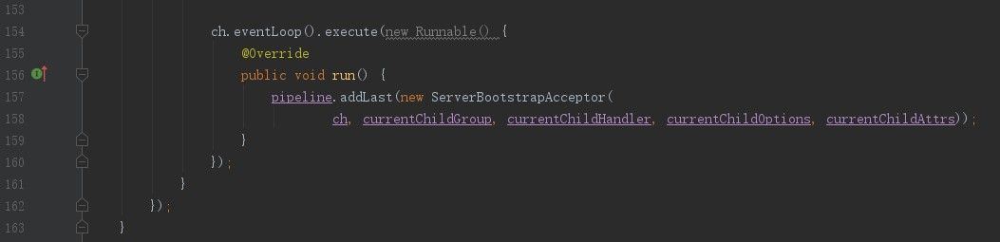 153
154 ch.eventLoop().execute(new Runnable() {
155 @Override
156 public void run() {
157 pipeline.addLast(new ServerBootstrapAcceptor(
158 ch, currentChildGroup, currentChildHandler, currentChildOptions, currentChildAttrs));
159 }
160 });
161 }
162 });
163 }